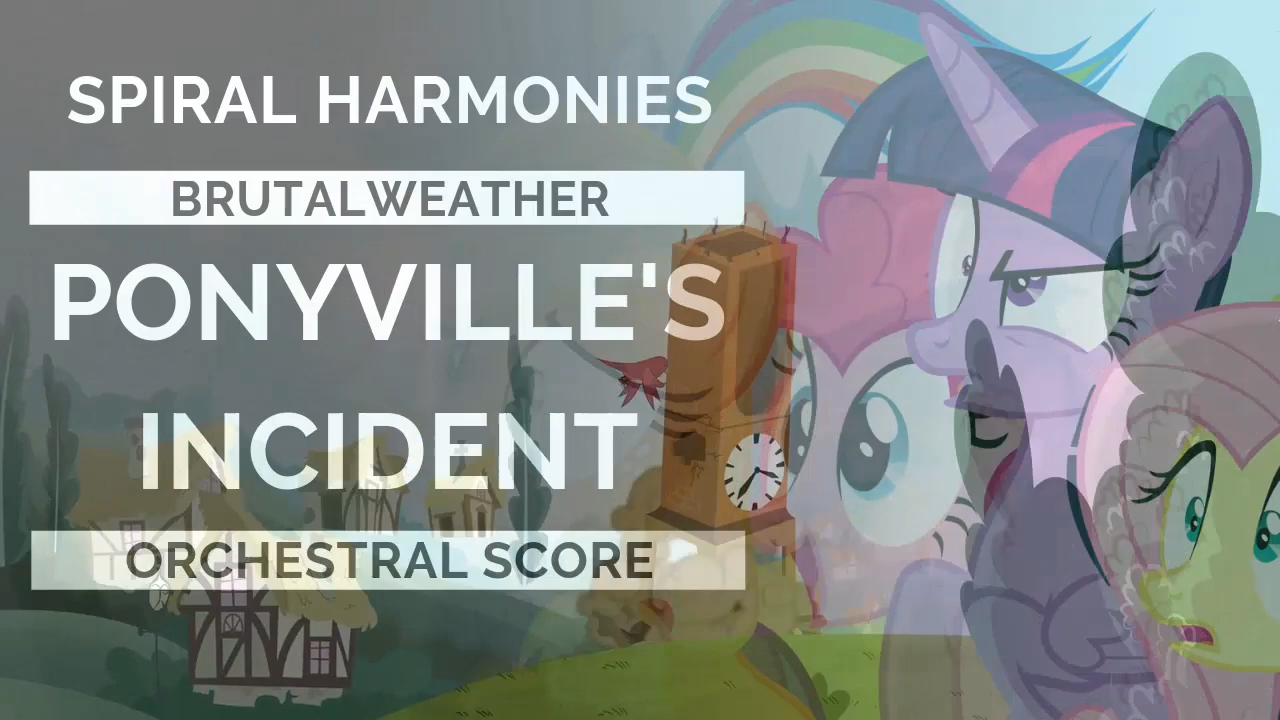 SPIRAL HARMONIES
BRUTALWEATHER
PONYVILLE'S
INCIDENT
ORCHESTRAL SCORE